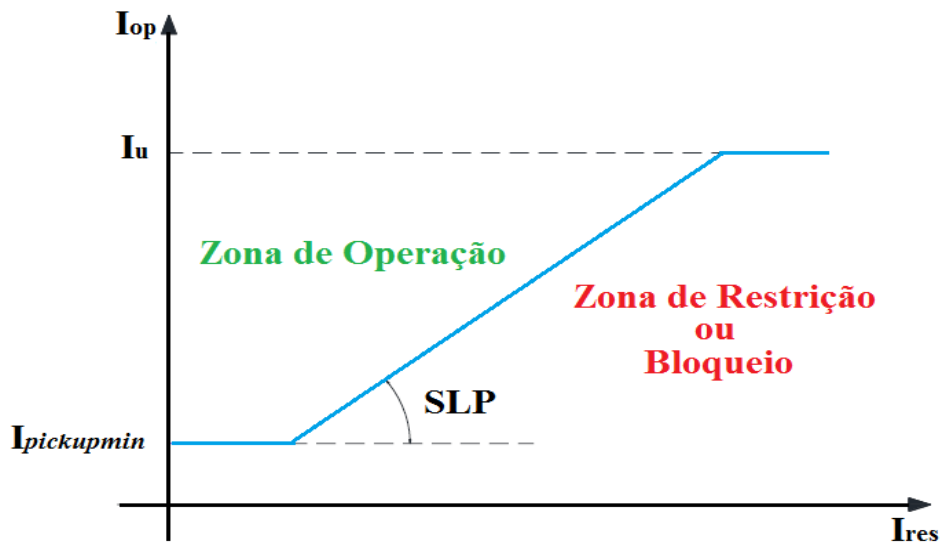 Iop
Iu
Zona de Operação
Zona de Restrição
ou
Bloqueio
SLP
Ipickupmin
Ires